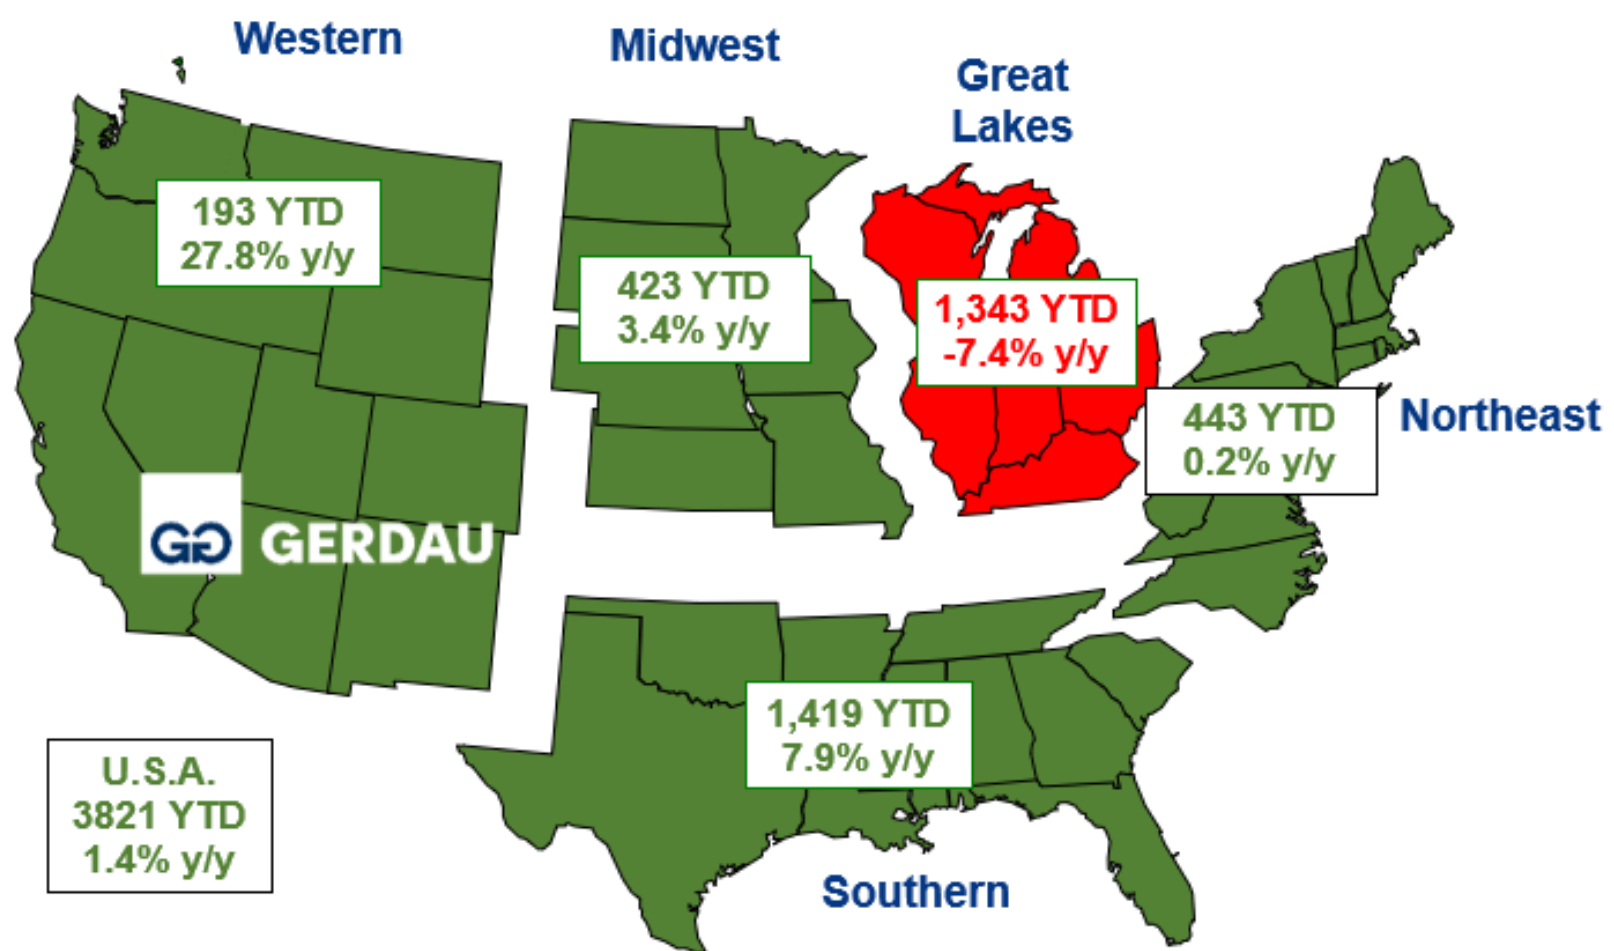 Western
Midwest
Great
Lakes
193 YTD
27.8% y/y
423 YTD
3.4% y/y
1,343 YTD
-7.4% y/y
443 YTD
0.2% y/y
Northeast
GERDAU
1,419 YTD
7.9% y/y
U.S.A.
3821 YTD
1.4% y/y
Southern